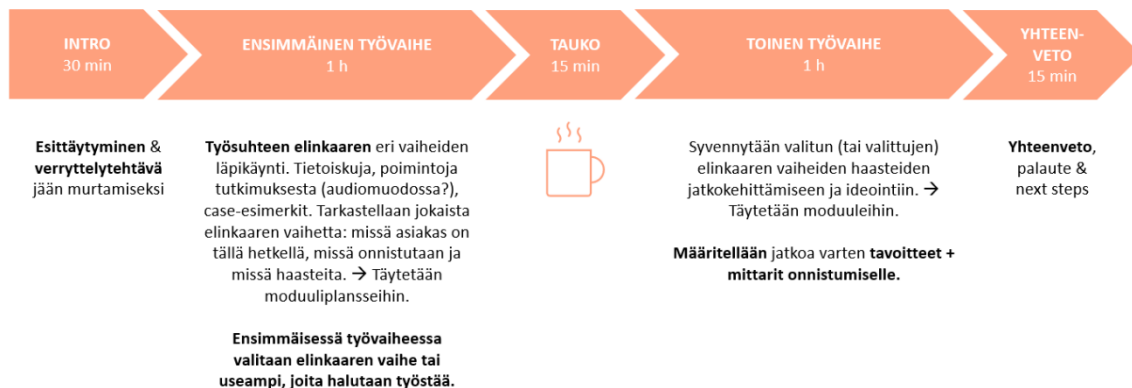 INTRO
30 min
ENSIMMÄINEN TYÖVAIHE
1 h
TAUKO
15 min
TOINEN TYÖVAIHE
1 h
YHTEEN-
VETO
15 min
Esittäytyminen &
verryttelytehtävä
jään murtamiseksi
Työsuhteen elinkaaren eri vaiheiden
läpikäynti. Tietoiskuja, poimintoja
tutkimuksesta (audiomuodossa?),
case-esimerkit. Tarkastellaan jokaista
elinkaaren vaihetta: missä asiakas on
tällä hetkellä, missä onnistutaan ja
missä haasteita. → Täytetään
moduuliplansseihin.
Ensimmäisessä työvaiheessa
valitaan elinkaaren vaihe tai
useampi, joita halutaan työstää.
Syvennytään valitun (tai valittujen)
elinkaaren vaiheiden haasteiden
jatkokehittämiseen ja ideointiin. →
Täytetään moduuleihin.
Määritellään jatkoa varten tavoitteet +
mittarit onnistumiselle.
Yhteenveto,
palaute &
next steps